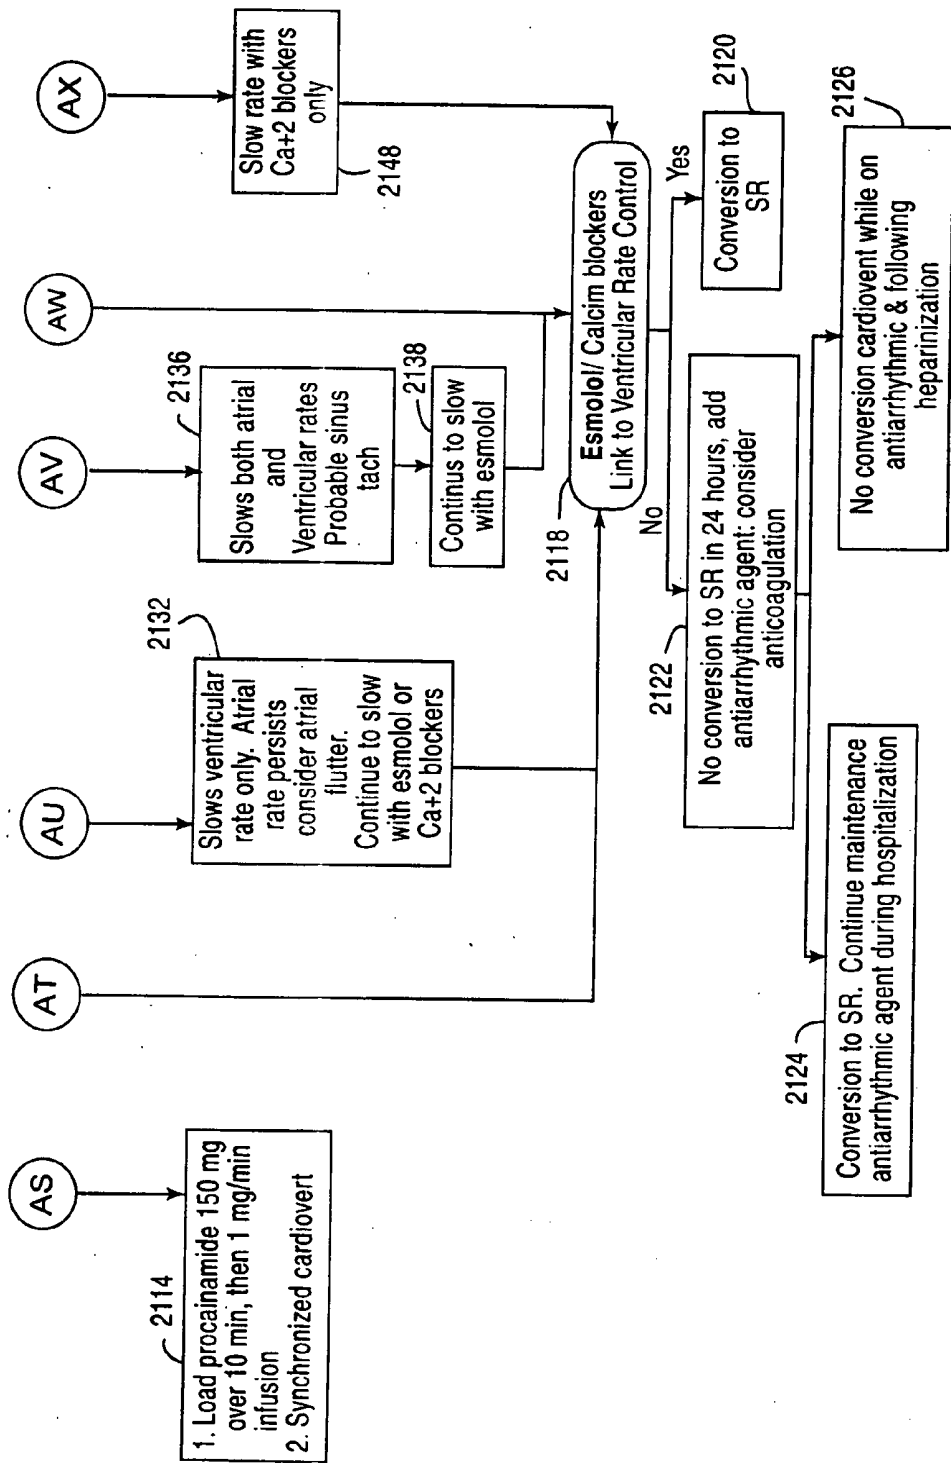 AS
2114
1. Load procainamide 150 mg
over 10 min, then 1 mg/min
infusion
2. Synchronized cardiovert
AT
AU
2132
Slows ventricular
rate only. Atrial
rate persists
consider atrial
flutter.
Continue to slow
with esmolol or
Ca+2 blockers
AV
2136
Slows both atrial
and
Ventricular rates
Probable sinus
tach
2138
Continus to slow
with esmolol
AW
AX
Slow rate with
Ca+2 blockers
only
2148
2118
Esmolol/ Calcim blockers
Link to Ventricular Rate Control
No
Yes
2122
No conversion to SR in 24 hours, add
antiarrhythmic agent: consider
anticoagulation
Conversion to
SR
2120
2124
Conversion to SR. Continue maintenance
antiarrhythmic agent during hospitalization
2126
No conversion cardiovent while on
antiarrhythmic & following
heparinization